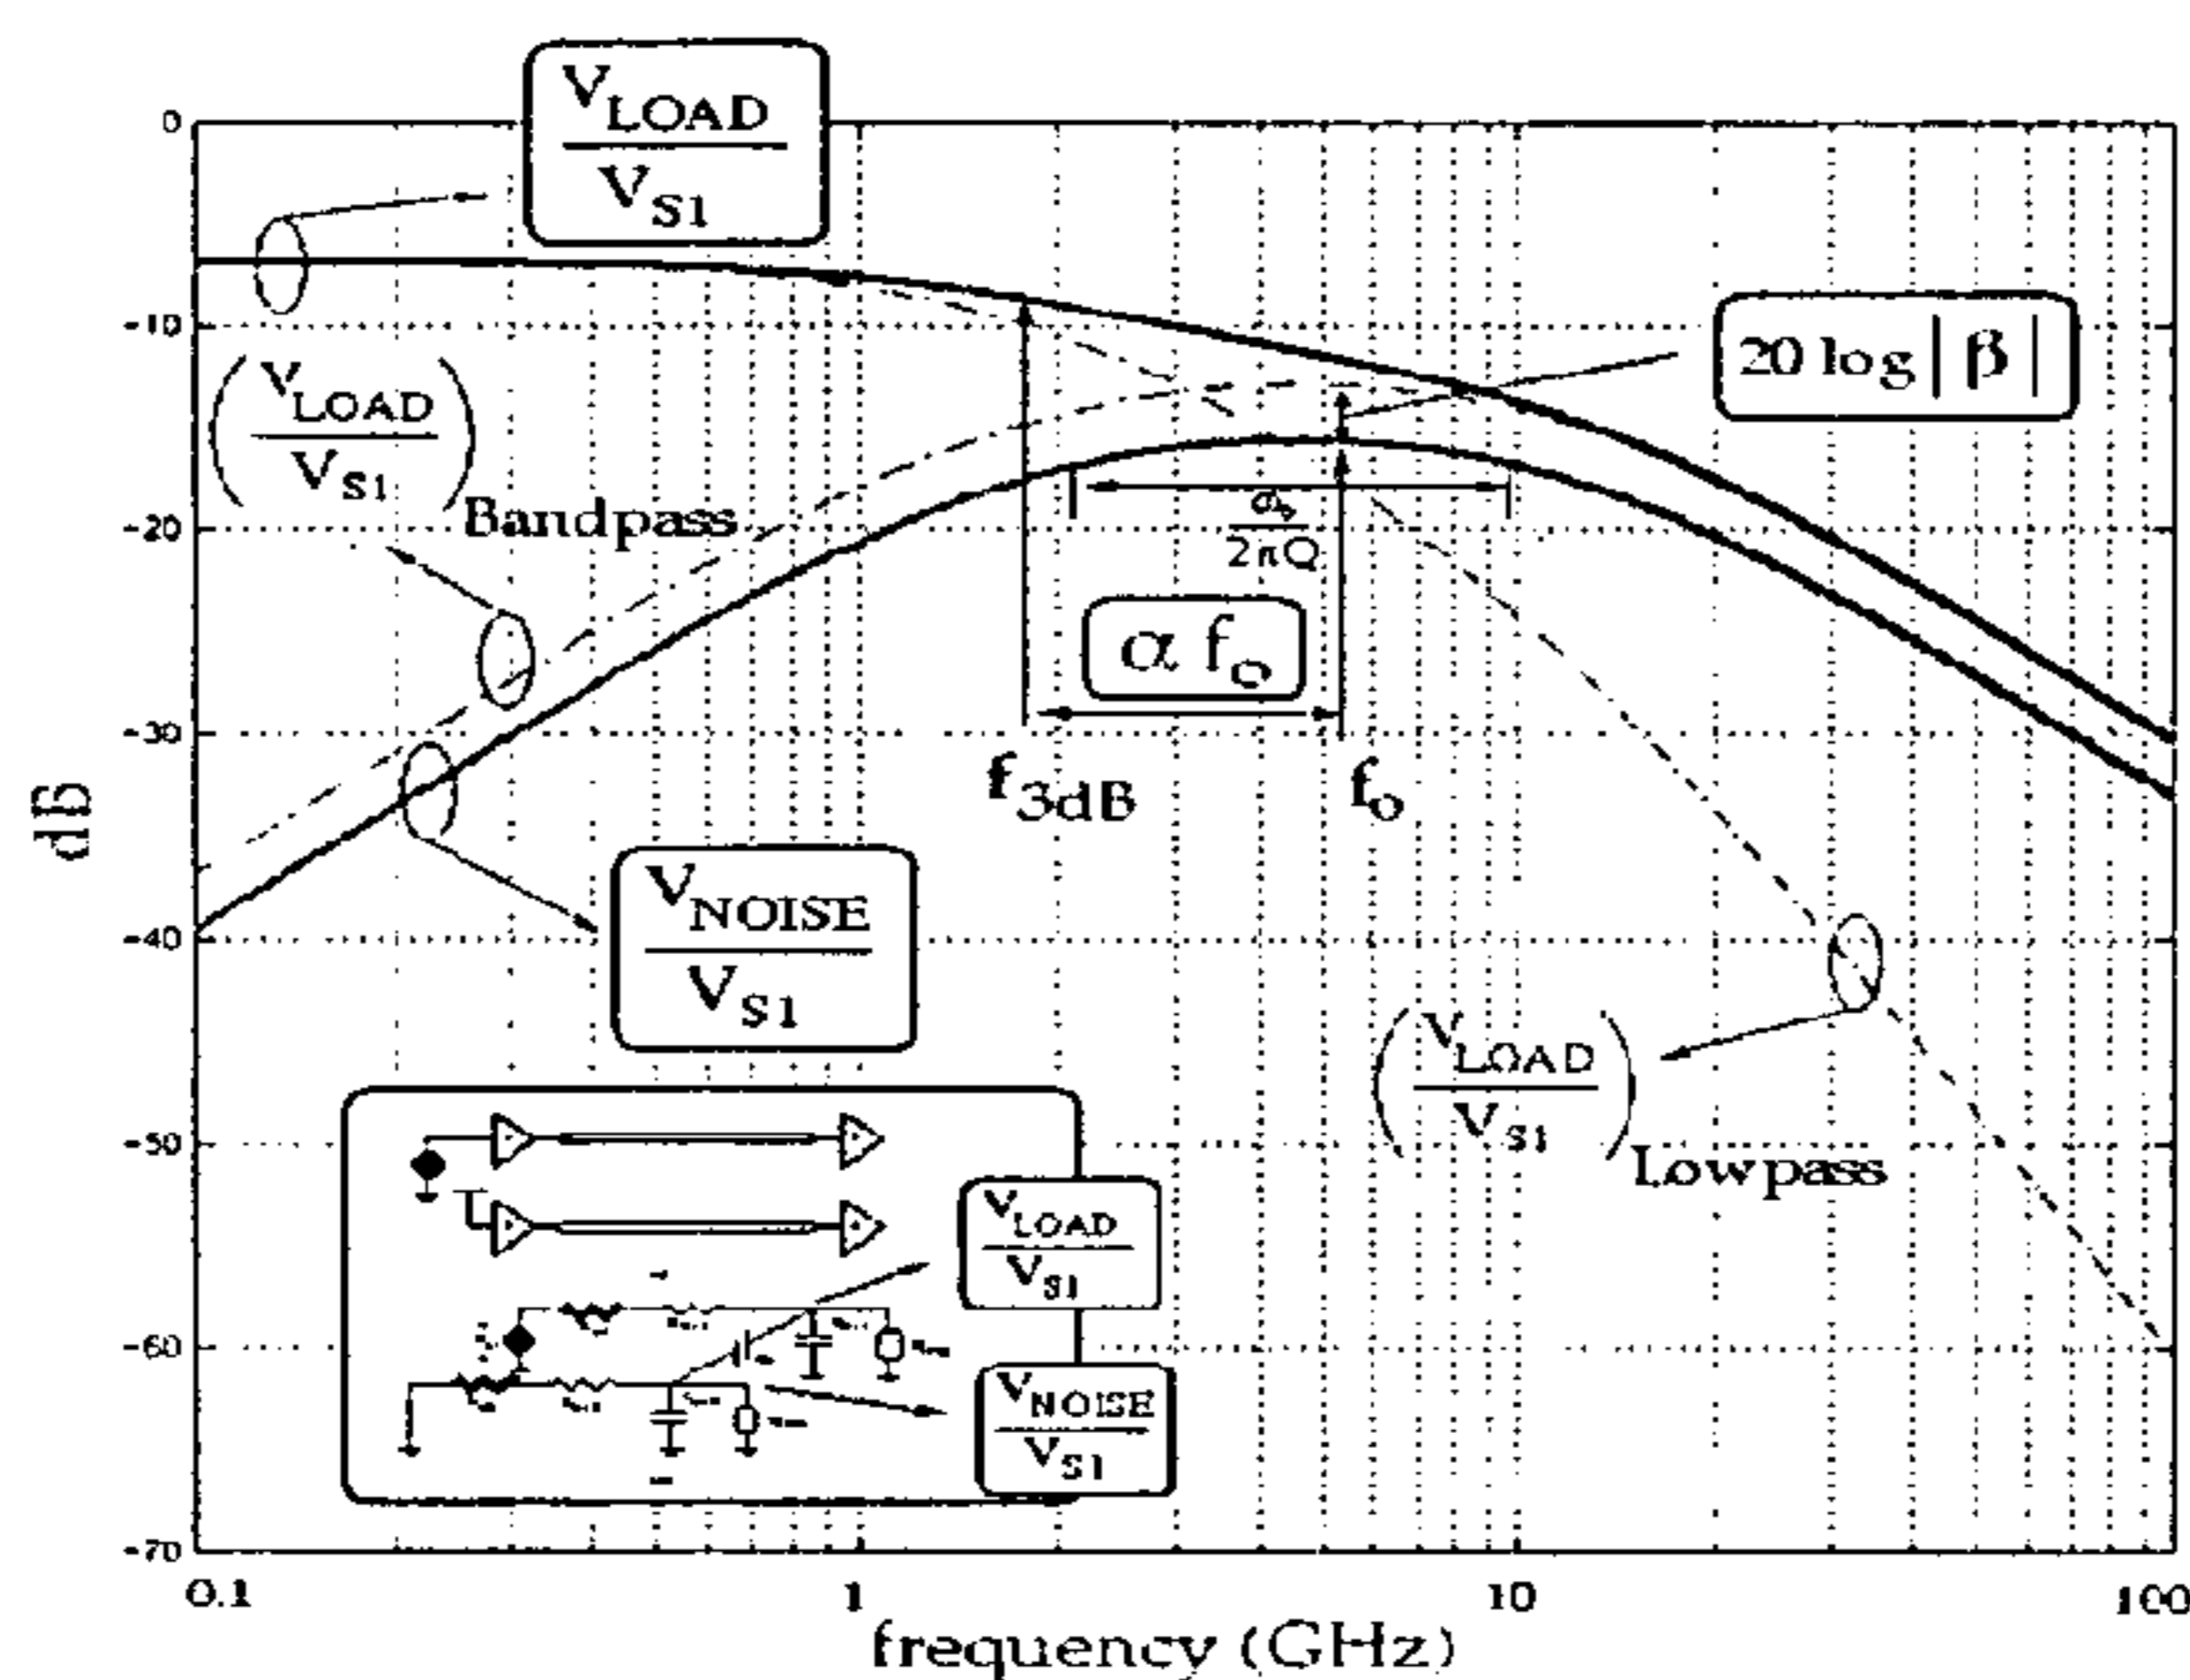 V_LOAD
V_S1
0
-10
-20
-30
-40
-50
-60
-70
dB
(V_LOAD / V_S1) Bandpass
20 log | β |
2πQ
α f_o
f_3dB
f_o
V_NOISE
V_S1
(V_LOAD / V_S1) Lowpass
V_LOAD
V_S1
V_NOISE
V_S1
0.1
1
10
100
frequency (GHz)